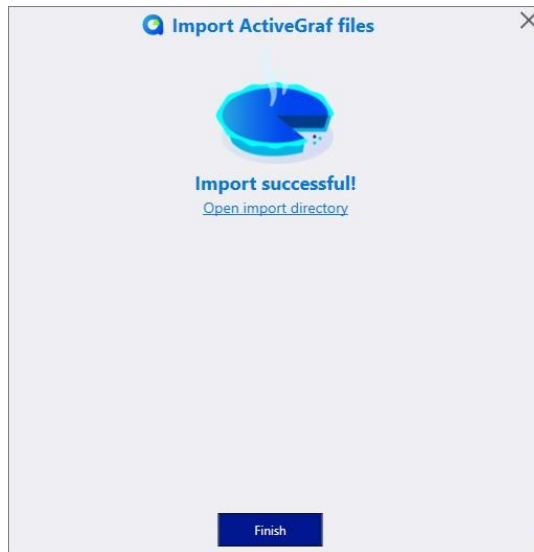 Import ActiveGraf files
Import successful!
Open import directory
Finish